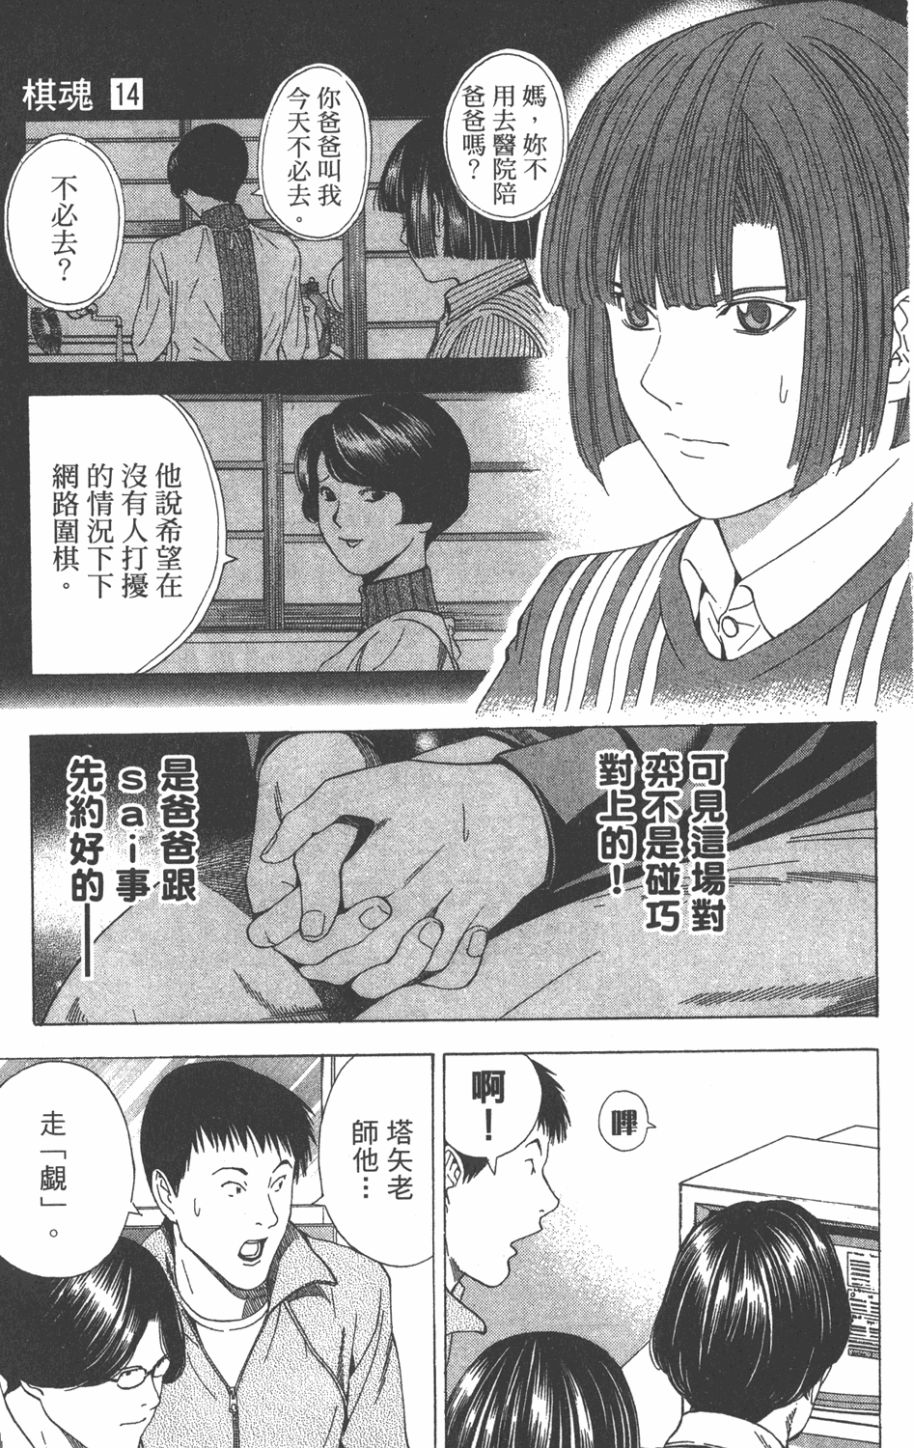 棋魂 14
媽，妳不
用去醫院陪
爸爸嗎？
你爸爸叫我
今天不必去。
不必去？
他說希望在
沒有人打擾
的情況下下
網路圍棋。
可見這場對
弈不是碰巧
對上的！
是爸爸跟
sai事
先約好的——
嗶
啊！
塔矢老
師他…
走「覷」。